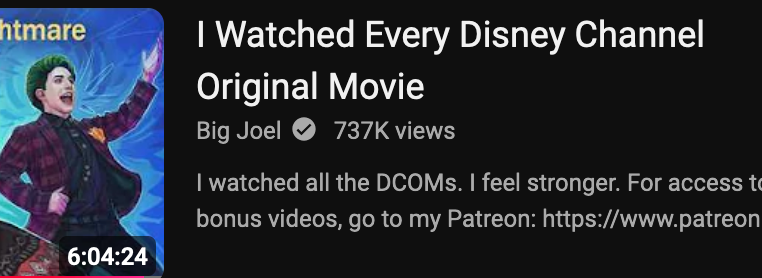 htmare
I Watched Every Disney Channel
Original Movie
Big Joel 737K views
I watched all the DCOMs. I feel stronger. For access to
bonus videos, go to my Patreon: https://www.patreon
6:04:24